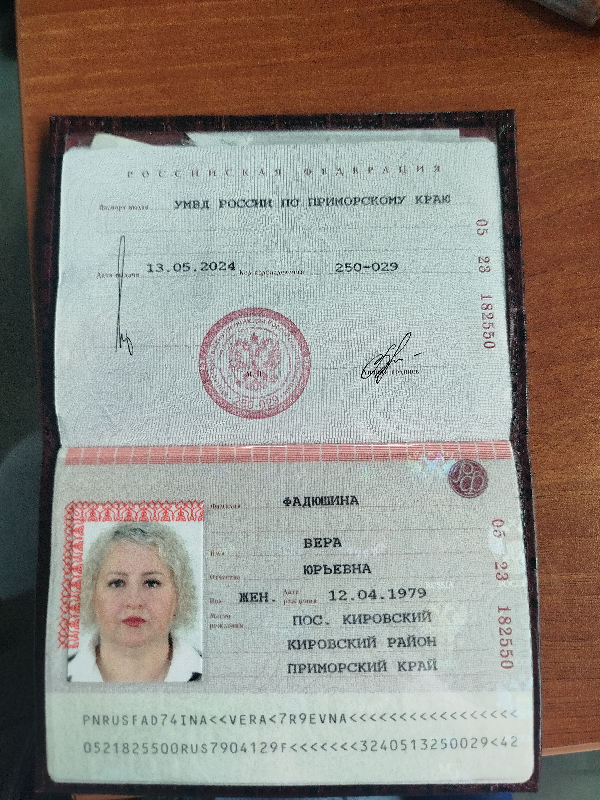 РОССИЙСКАЯ ФЕДЕРАЦИЯ
Паспорт выдан УМВД РОССИИ ПО ПРИМОРСКОМУ КРАЮ
Дата выдачи 13.05.2024 Код подразделения 250-029
05 23 182550
250-029
Личная подпись
Фамилия ФАДЮШИНА
Имя ВЕРА
Отчество ЮРЬЕВНА
Пол ЖЕН. Дата рождения 12.04.1979
Место рождения ПОС. КИРОВСКИЙ
КИРОВСКИЙ РАЙОН
ПРИМОРСКИЙ КРАЙ
05 23 182550
PNRUSFAD74INA<<VERA<7R9EVNA<<<<<<<<<<<<<<<<<
0521825500RUS7904129F<<<<<<<3240513250029<42